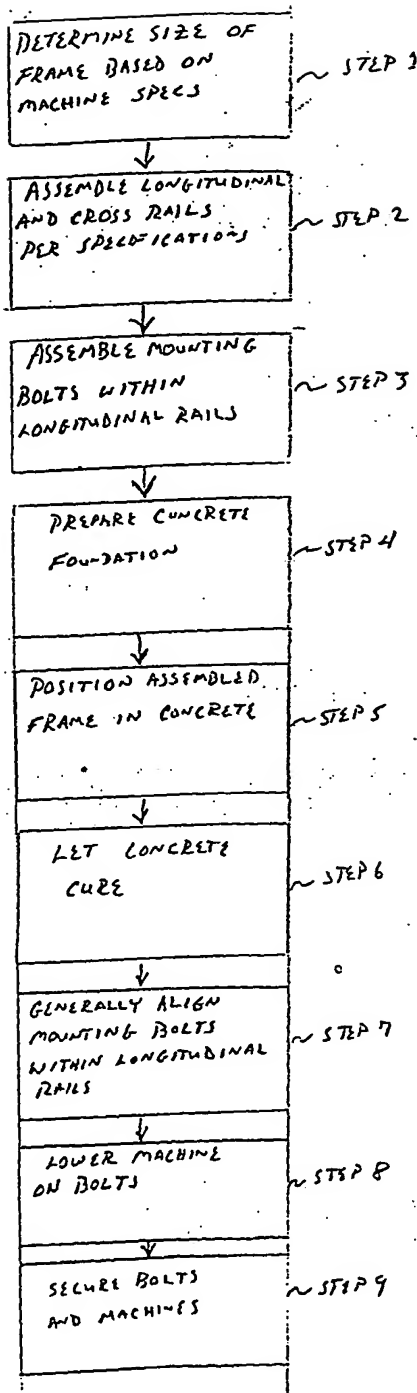 DETERMINE SIZE OF
FRAME BASED ON
MACHINE SPECS
~ STEP 1
ASSEMBLE LONGITUDINAL
AND CROSS RAILS
PER SPECIFICATIONS
~ STEP 2
ASSEMBLE MOUNTING
BOLTS WITHIN
LONGITUDINAL RAILS
~ STEP 3
PREPARE CONCRETE
FOUNDATION
~ STEP 4
POSITION ASSEMBLED
FRAME IN CONCRETE
~ STEP 5
LET CONCRETE
CURE
~ STEP 6
GENERALLY ALIGN
MOUNTING BOLTS
WITHIN LONGITUDINAL
RAILS
~ STEP 7
LOWER MACHINE
ON BOLTS
~ STEP 8
SECURE BOLTS
AND MACHINES
~ STEP 9